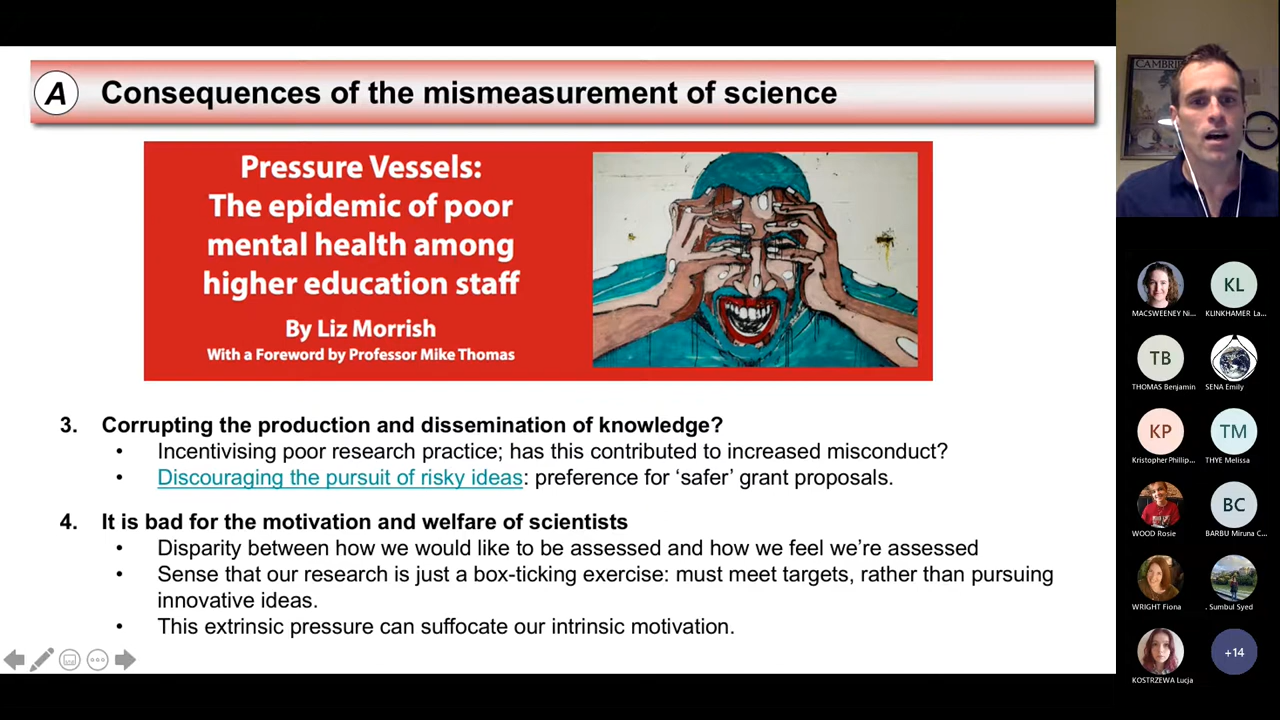 A
Consequences of the mismeasurement of science
Pressure Vessels:
The epidemic of poor
mental health among
higher education staff
By Liz Morrish
With a Foreword by Professor Mike Thomas
3. Corrupting the production and dissemination of knowledge?
• Incentivising poor research practice; has this contributed to increased misconduct?
• Discouraging the pursuit of risky ideas: preference for ‘safer’ grant proposals.
4. It is bad for the motivation and welfare of scientists
• Disparity between how we would like to be assessed and how we feel we’re assessed
• Sense that our research is just a box-ticking exercise: must meet targets, rather than pursuing
innovative ideas.
• This extrinsic pressure can suffocate our intrinsic motivation.
CAMBRI
MACSWEENEY Ni...
KL
KLINKHAMER La...
TB
THOMAS Benjamin
SENA Emily
KP
Kristopher Phillip...
TM
THYE Melissa
WOOD Rosie
BC
BARBU Miruna C...
WRIGHT Fiona
. Sumbul Syed
KOSTRZEWA Lucja
+14